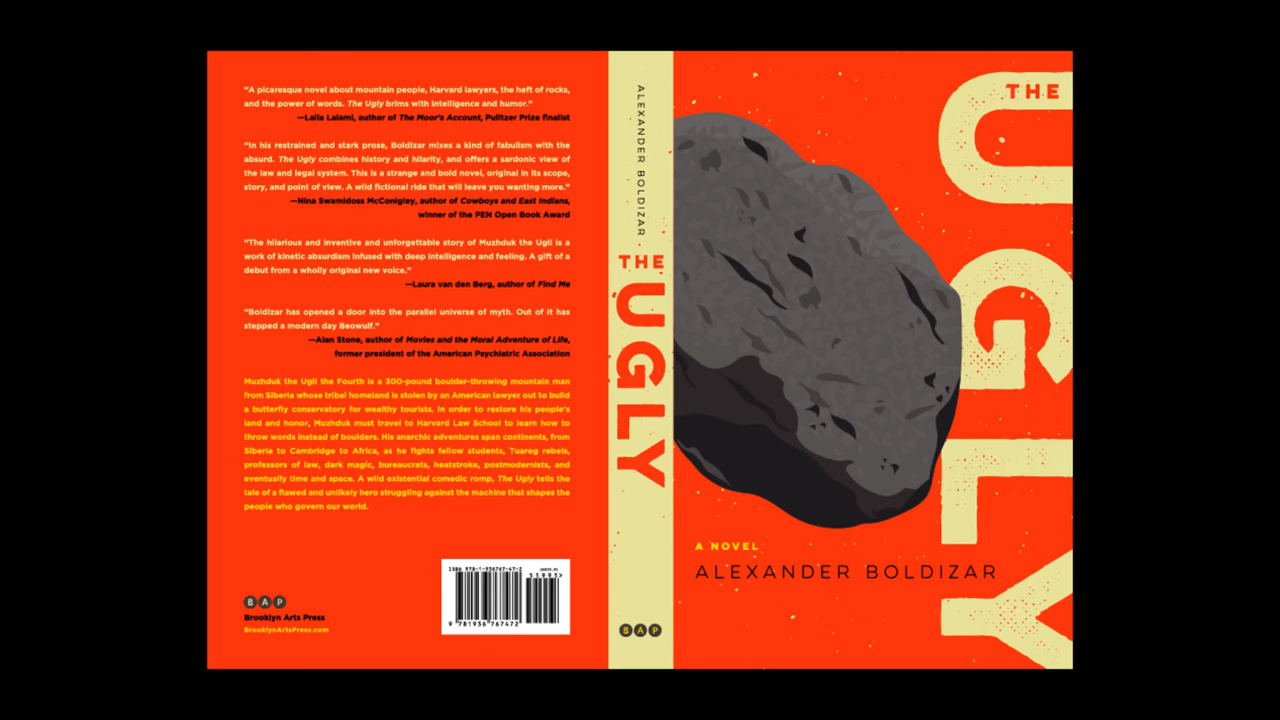 “A picaresque novel about mountain people, Harvard lawyers, the heft of rocks,
and the power of words. The Ugly brims with intelligence and humor.”
—Laila Lalami, author of The Moor’s Account, Pulitzer Prize finalist
“In his restrained and stark prose, Boldizar mixes a kind of fabulism with the
absurd. The Ugly combines history and hilarity, and offers a sardonic view of
the law and legal system. This is a strange and bold novel, original in its scope,
story, and point of view. A wild fictional ride that will leave you wanting more.”
—Nina Swamidoss McConigley, author of Cowboys and East Indians,
winner of the PEN Open Book Award
“The hilarious and inventive and unforgettable story of Muzhduk the Ugli is a
work of kinetic absurdism infused with deep intelligence and feeling. A gift of a
debut from a wholly original new voice.”
—Laura van den Berg, author of Find Me
“Boldizar has opened a door into the parallel universe of myth. Out of it has
stepped a modern day Beowulf.”
—Alan Stone, author of Movies and the Moral Adventure of Life,
former president of the American Psychiatric Association
Muzhduk the Ugli the Fourth is a 300-pound boulder-throwing mountain man
from Siberia whose tribal homeland is stolen by an American lawyer out to build
a butterfly conservatory for wealthy tourists. In order to restore his people’s
land and honor, Muzhduk must travel to Harvard Law School to learn how to
throw words instead of boulders. His anarchic adventures span continents, from
Siberia to Cambridge to Africa, as he fights fellow students, Tuareg rebels,
professors of law, dark magic, bureaucrats, heatstroke, postmodernists, and
eventually time and space. A wild existential comedic romp, The Ugly tells the
tale of a flawed and unlikely hero struggling against the machine that shapes the
people who govern our world.
BAP
Brooklyn Arts Press
BrooklynArtsPress.com
ISBN 978-1-936767-47-2
51995>
9 781936 767472
ALEXANDER BOLDIZAR
THE
UGLY
BAP
THE
UGLY
A NOVEL
ALEXANDER BOLDIZAR